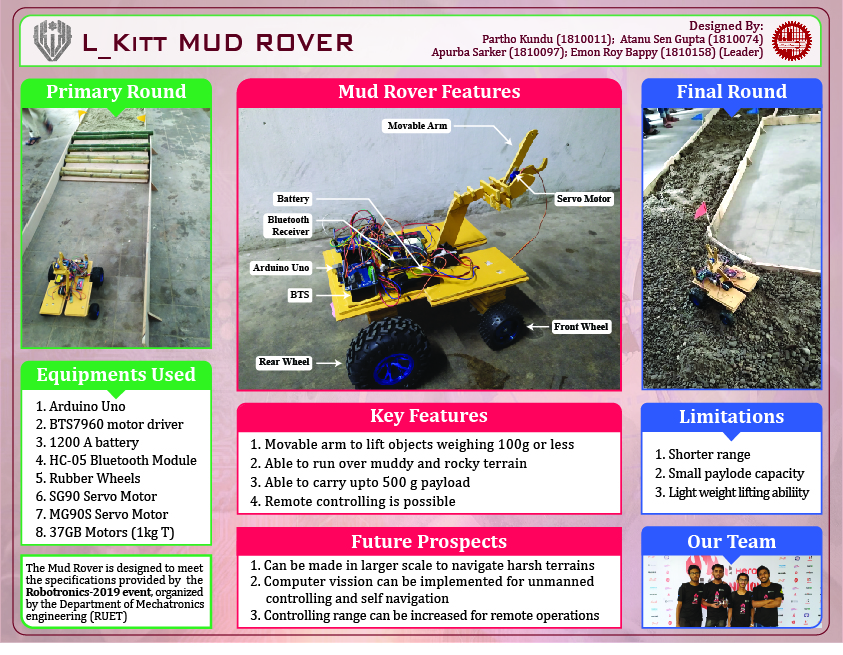 L_Kitt MUD ROVER
Designed By:
Partho Kundu (1810011); Atanu Sen Gupta (1810074)
Apurba Sarker (1810097); Emon Roy Bappy (1810158) (Leader)
Primary Round
Equipments Used
1. Arduino Uno
2. BTS7960 motor driver
3. 1200 A battery
4. HC-05 Bluetooth Module
5. Rubber Wheels
6. SG90 Servo Motor
7. MG90S Servo Motor
8. 37GB Motors (1kg T)
The Mud Rover is designed to meet
the specifications provided by the
Robotronics-2019 event, organized
by the Department of Mechatronics
engineering (RUET)
Mud Rover Features
Movable Arm
Battery
Servo Motor
Bluetooth
Receiver
Arduino Uno
BTS
Front Wheel
Rear Wheel
Key Features
1. Movable arm to lift objects weighing 100g or less
2. Able to run over muddy and rocky terrain
3. Able to carry upto 500 g payload
4. Remote controlling is possible
Future Prospects
1. Can be made in larger scale to navigate harsh terrains
2. Computer vission can be implemented for unmanned
controlling and self navigation
3. Controlling range can be increased for remote operations
Final Round
Limitations
1. Shorter range
2. Small paylode capacity
3. Light weight lifting abiliity
Our Team